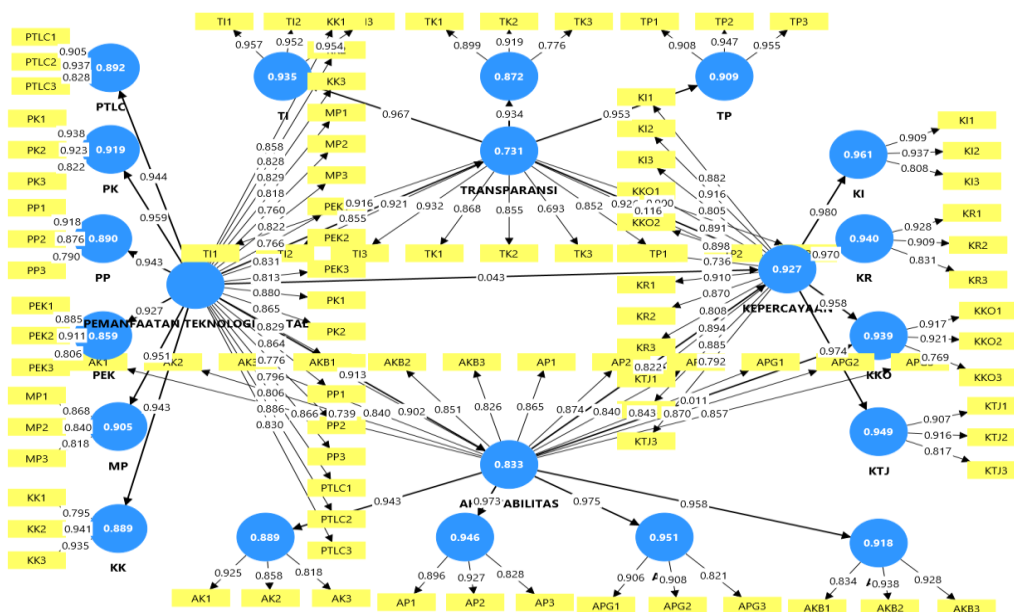 TI1 TI2 KK1 TK1 TK2 TK3 TP1 TP2 TP3
PTLC1
0.905
PTLC2
0.937
PTLC3
0.828
0.892
PTLC
0.957 0.952 0.954
0.935
TI
0.899 0.919 0.776
0.872
0.908 0.947 0.955
0.909
TP
KK3
MP1
MP2
MP3
0.967 0.934 0.953
0.731
TRANSPARANSI
PK1
0.938
PK2
0.923
PK3
0.822
0.919
PK
0.944
0.959
PP1
0.918
PP2
0.876
PP3
0.790
0.890
PP
0.943
0.858
0.828
0.829
0.818
0.760
0.822
0.766
0.831
0.813
0.880
0.865
0.829
0.864
0.776
0.796
0.806
0.886
0.830
PEK2
PEK3
PK1
PK2
0.916 0.921 0.932 0.868 0.855 0.693 0.852
0.855
TI1 TI2 TI3 TK1 TK2 TK3 TP1
KI1
KI2
KI3
KKO1
KKO2
0.882
0.916
0.805
0.891
0.116
0.898
0.736
0.910
0.870
0.808
0.894
0.885
0.792
0.970
KR1
KR2
KR3
KTJ1
KTJ3
0.822
0.843
0.043
0.927
KEPERCAYAAN
KI1
0.909
KI2
0.937
KI3
0.808
0.961
KI
0.980
KR1
0.928
KR2
0.909
KR3
0.831
0.940
KR
0.958
KKO1
0.917
KKO2
0.921
KKO3
0.769
0.939
KKO
0.974
KTJ1
0.907
KTJ2
0.916
KTJ3
0.817
0.949
KTJ
PEMANFAATAN TEKNOLOGI
PEK1
0.885
PEK2
0.911
PEK3
0.806
0.859
PEK
0.927
MP1
0.868
MP2
0.840
MP3
0.818
0.905
MP
0.951
KK1
0.795
KK2
0.941
KK3
0.935
0.889
KK
0.943
AK1 AK2 AKB1 AKB2 AKB3 AP1 AP2 APG1 APG2
0.913
0.866 0.739 0.840 0.902 0.851 0.826 0.865 0.874 0.840 0.870 0.857
0.011
PP1
PP2
PP3
PTLC1
PTLC2
PTLC3
0.833
0.943 0.973 0.975 0.958
0.889 0.946 0.951 0.918
0.925 0.858 0.818
AK1 AK2 AK3
0.896 0.927 0.828
AP1 AP2 AP3
0.906 0.908 0.821
APG1 APG2 APG3
0.834 0.938 0.928
AKB1 AKB2 AKB3